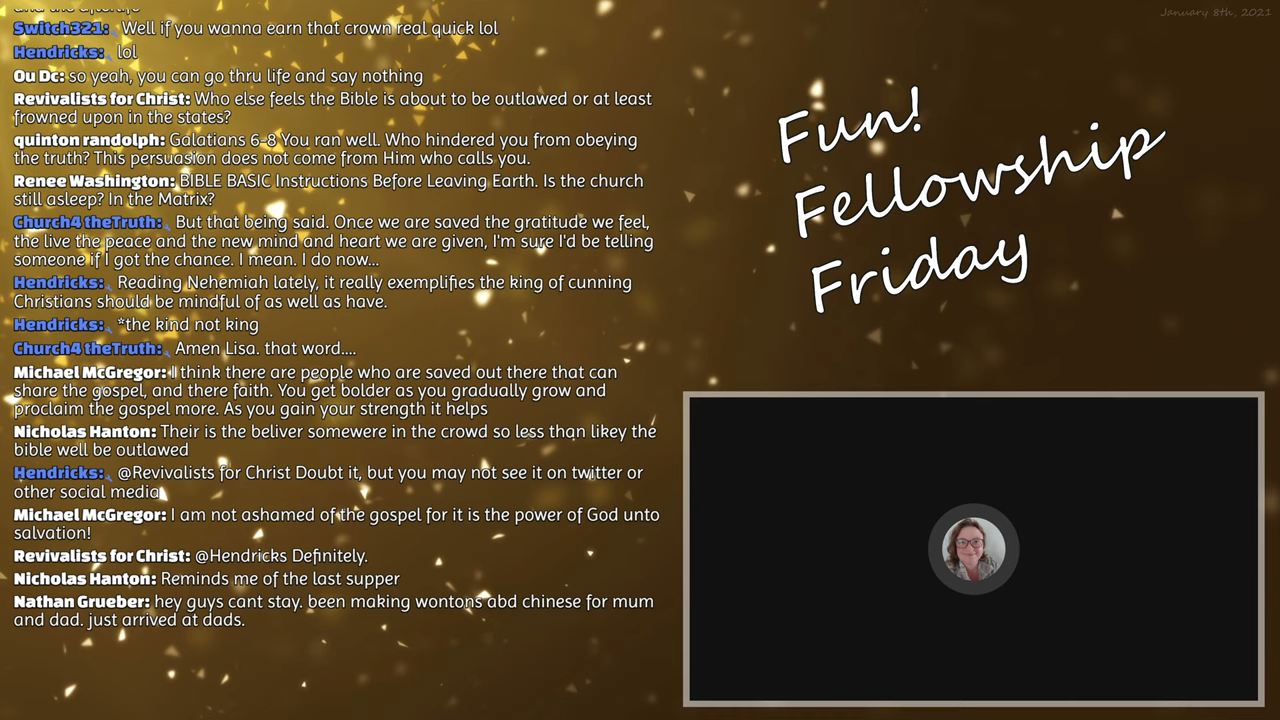 and the afterlife
Switch321: Well if you wanna earn that crown real quick lol
Hendricks: lol
Ou Dc: so yeah, you can go thru life and say nothing
Revivalists for Christ: Who else feels the Bible is about to be outlawed or at least
frowned upon in the states?
quinton randolph: Galatians 6-8 You ran well. Who hindered you from obeying
the truth? This persuasion does not come from Him who calls you.
Renee Washington: BIBLE BASIC Instructions Before Leaving Earth. Is the church
still asleep? In the Matrix?
Church4 theTruth: But that being said. Once we are saved the gratitude we feel,
the live the peace and the new mind and heart we are given, I'm sure I'd be telling
someone if I got the chance. I mean. I do now...
Hendricks: Reading Nehemiah lately, it really exemplifies the king of cunning
Christians should be mindful of as well as have.
Hendricks: *the kind not king
Church4 theTruth: Amen Lisa. that word....
Michael McGregor: I think there are people who are saved out there that can
share the gospel, and there faith. You get bolder as you gradually grow and
proclaim the gospel more. As you gain your strength it helps
Nicholas Hanton: Their is the beliver somewere in the crowd so less than likey the
bible well be outlawed
Hendricks: @Revivalists for Christ Doubt it, but you may not see it on twitter or
other social media
Michael McGregor: I am not ashamed of the gospel for it is the power of God unto
salvation!
Revivalists for Christ: @Hendricks Definitely.
Nicholas Hanton: Reminds me of the last supper
Nathan Grueber: hey guys cant stay. been making wontons abd chinese for mum
and dad. just arrived at dads.
January 8th, 2021
Fun!
Fellowship
Friday